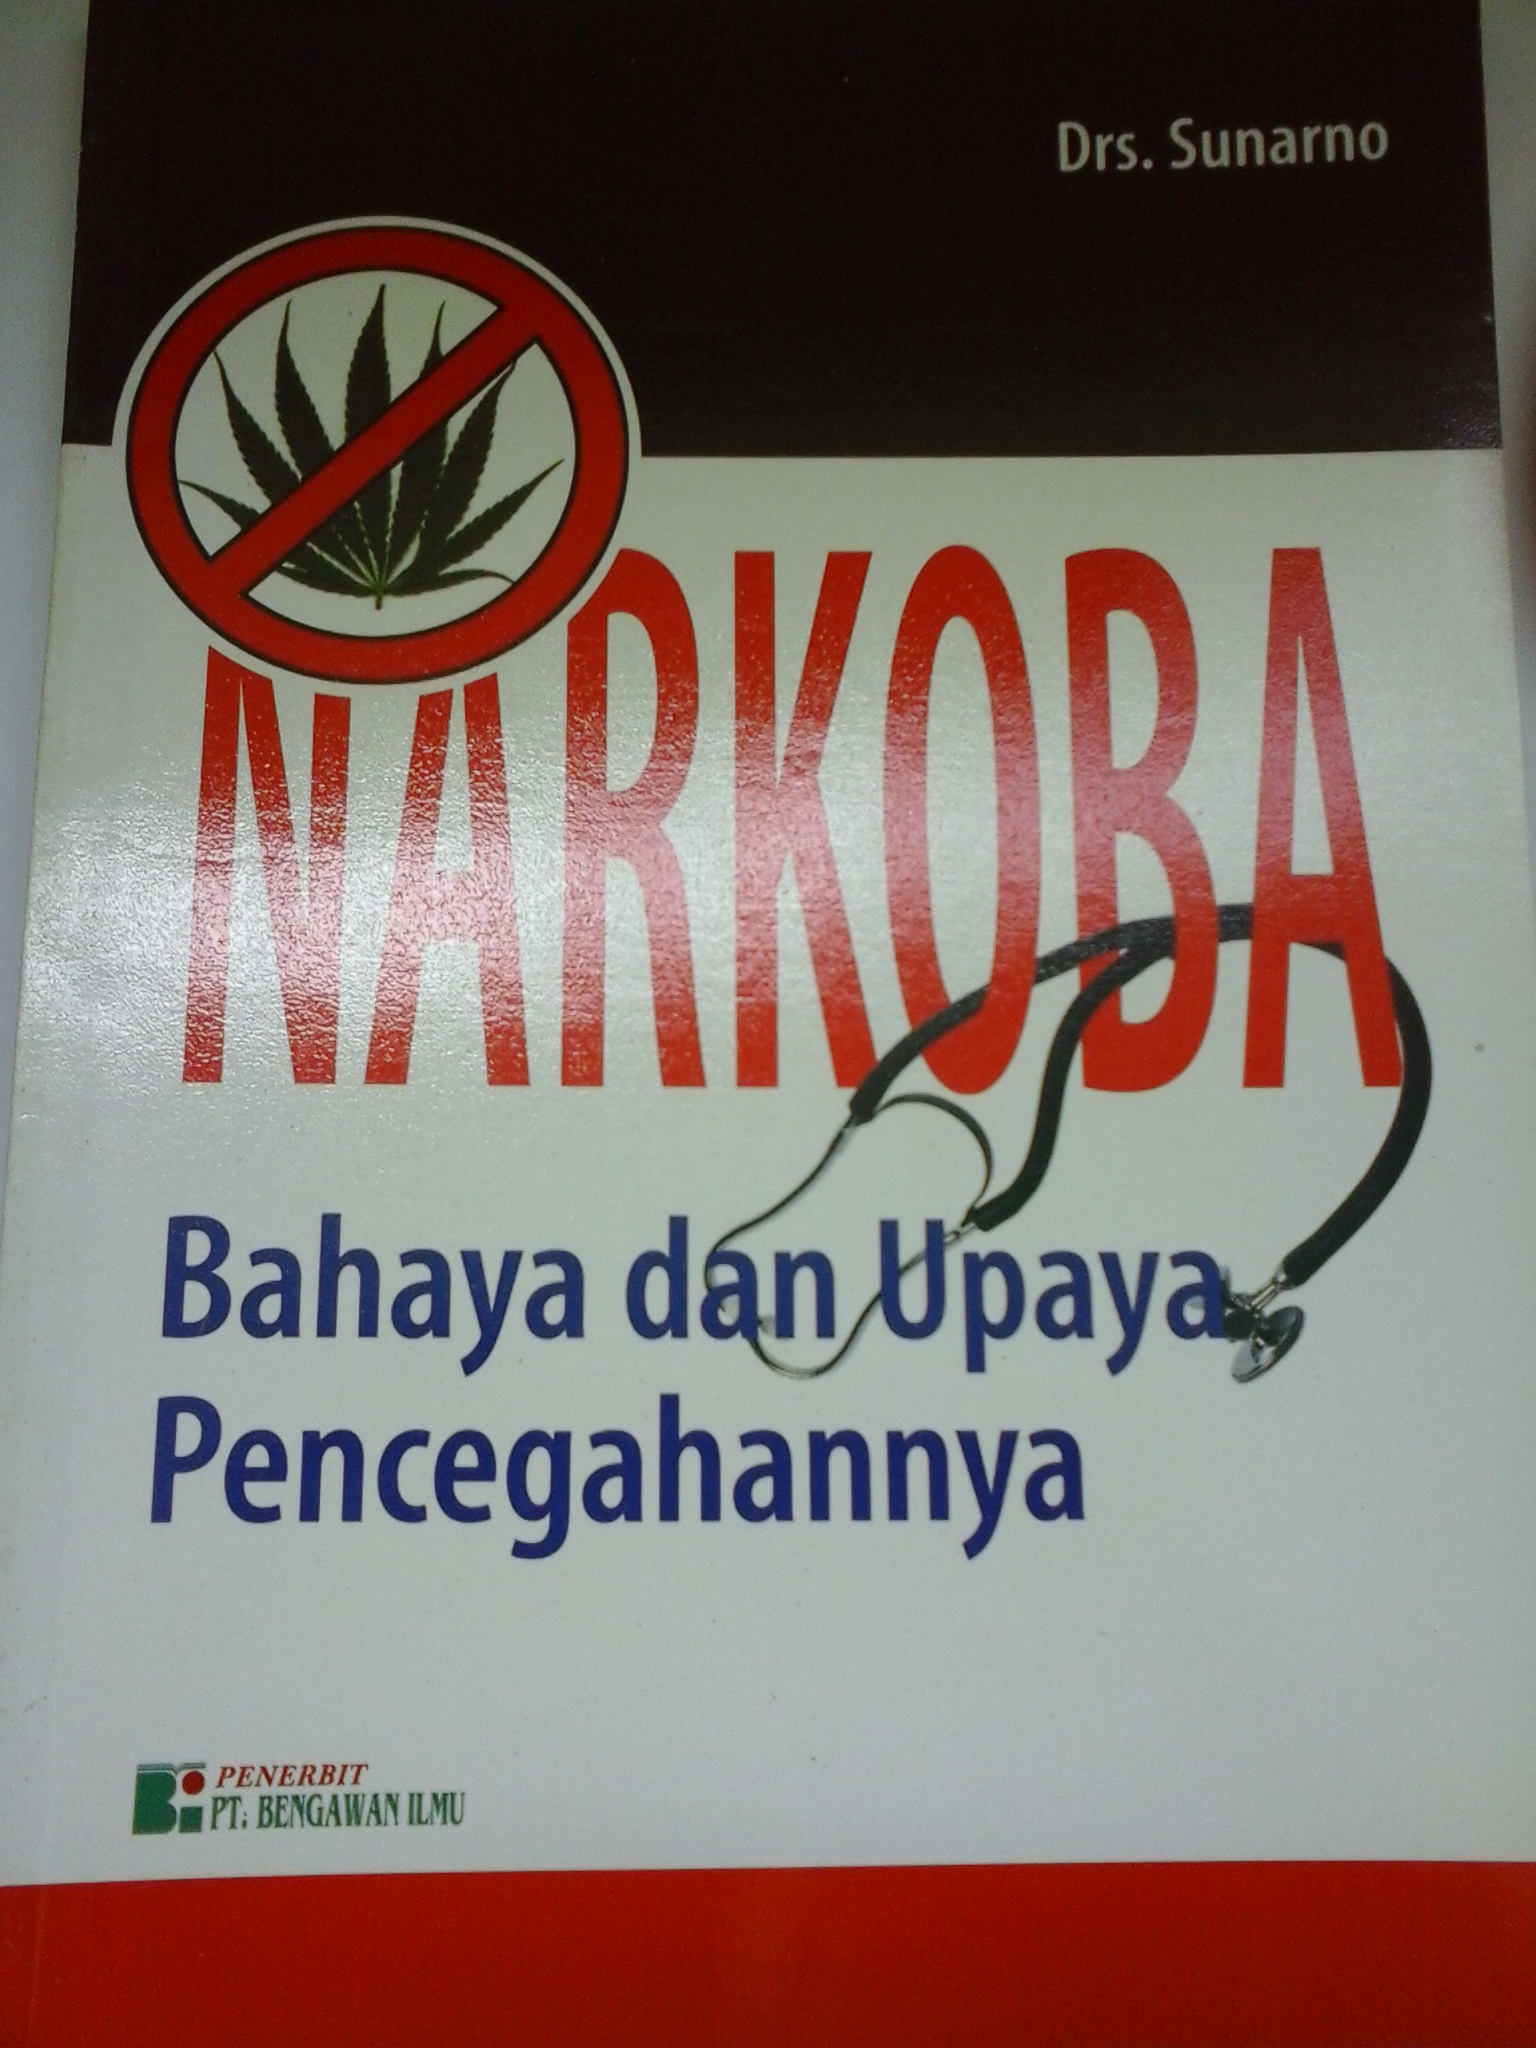 Drs. Sunarno
NARKOBA
Bahaya dan Upaya
Pencegahannya
PENERBIT
PT. BENGAWAN ILMU